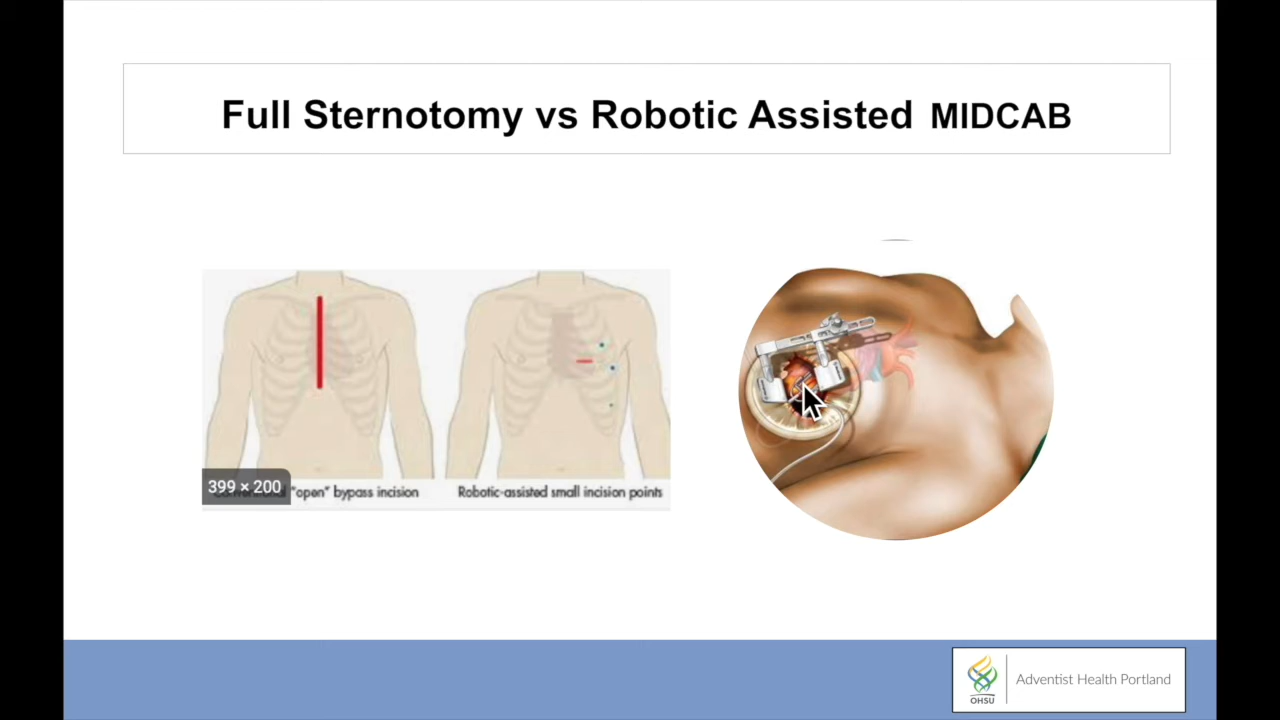 Full Sternotomy vs Robotic Assisted MIDCAB
399 × 200
"open" bypass incision
Robotic-assisted small incision points
OHSU
Adventist Health Portland